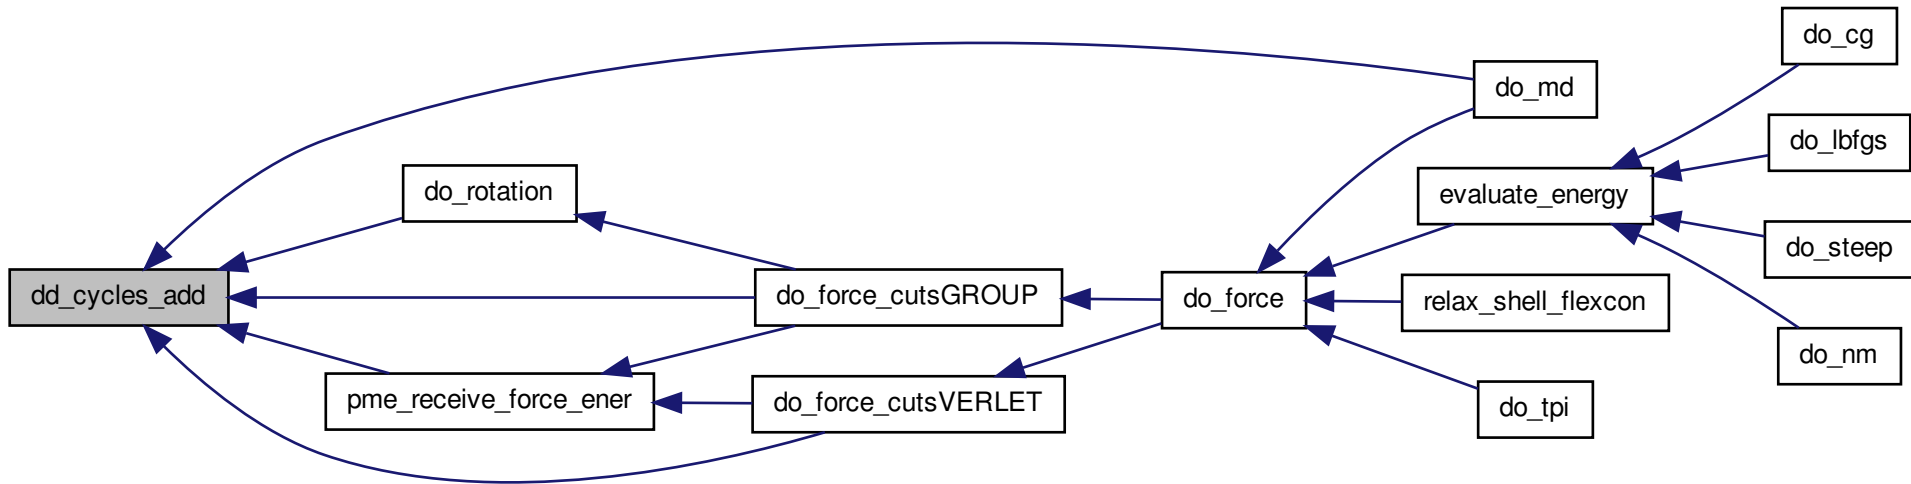 do_cg
do_md
do_lbfgs
do_rotation
evaluate_energy
do_steep
dd_cycles_add
do_force_cutsGROUP
do_force
relax_shell_flexcon
do_nm
pme_receive_force_ener
do_force_cutsVERLET
do_tpi